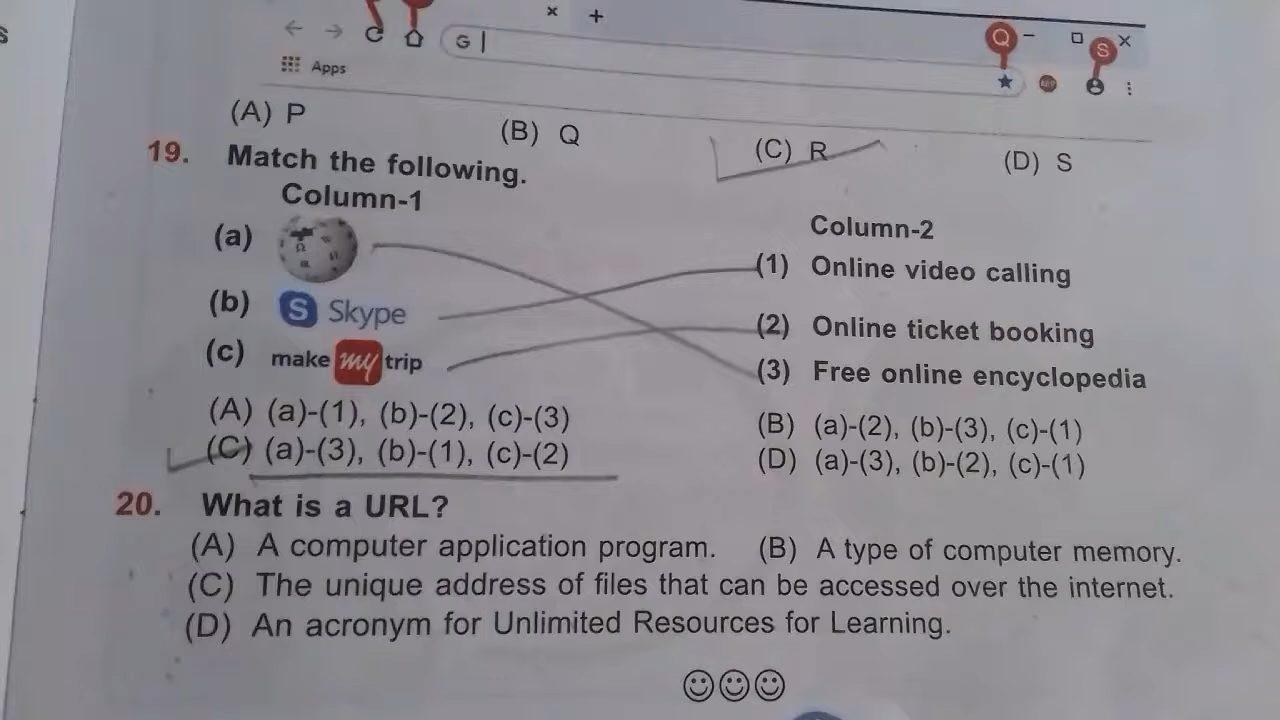 G
Q
S
Apps
(A) P (B) Q (C) R (D) S
19. Match the following.
Column-1
Column-2
(a)
(1) Online video calling
(b) S Skype
(2) Online ticket booking
(c) make my trip
(3) Free online encyclopedia
(A) (a)-(1), (b)-(2), (c)-(3) (B) (a)-(2), (b)-(3), (c)-(1)
(C) (a)-(3), (b)-(1), (c)-(2) (D) (a)-(3), (b)-(2), (c)-(1)
20. What is a URL?
(A) A computer application program. (B) A type of computer memory.
(C) The unique address of files that can be accessed over the internet.
(D) An acronym for Unlimited Resources for Learning.